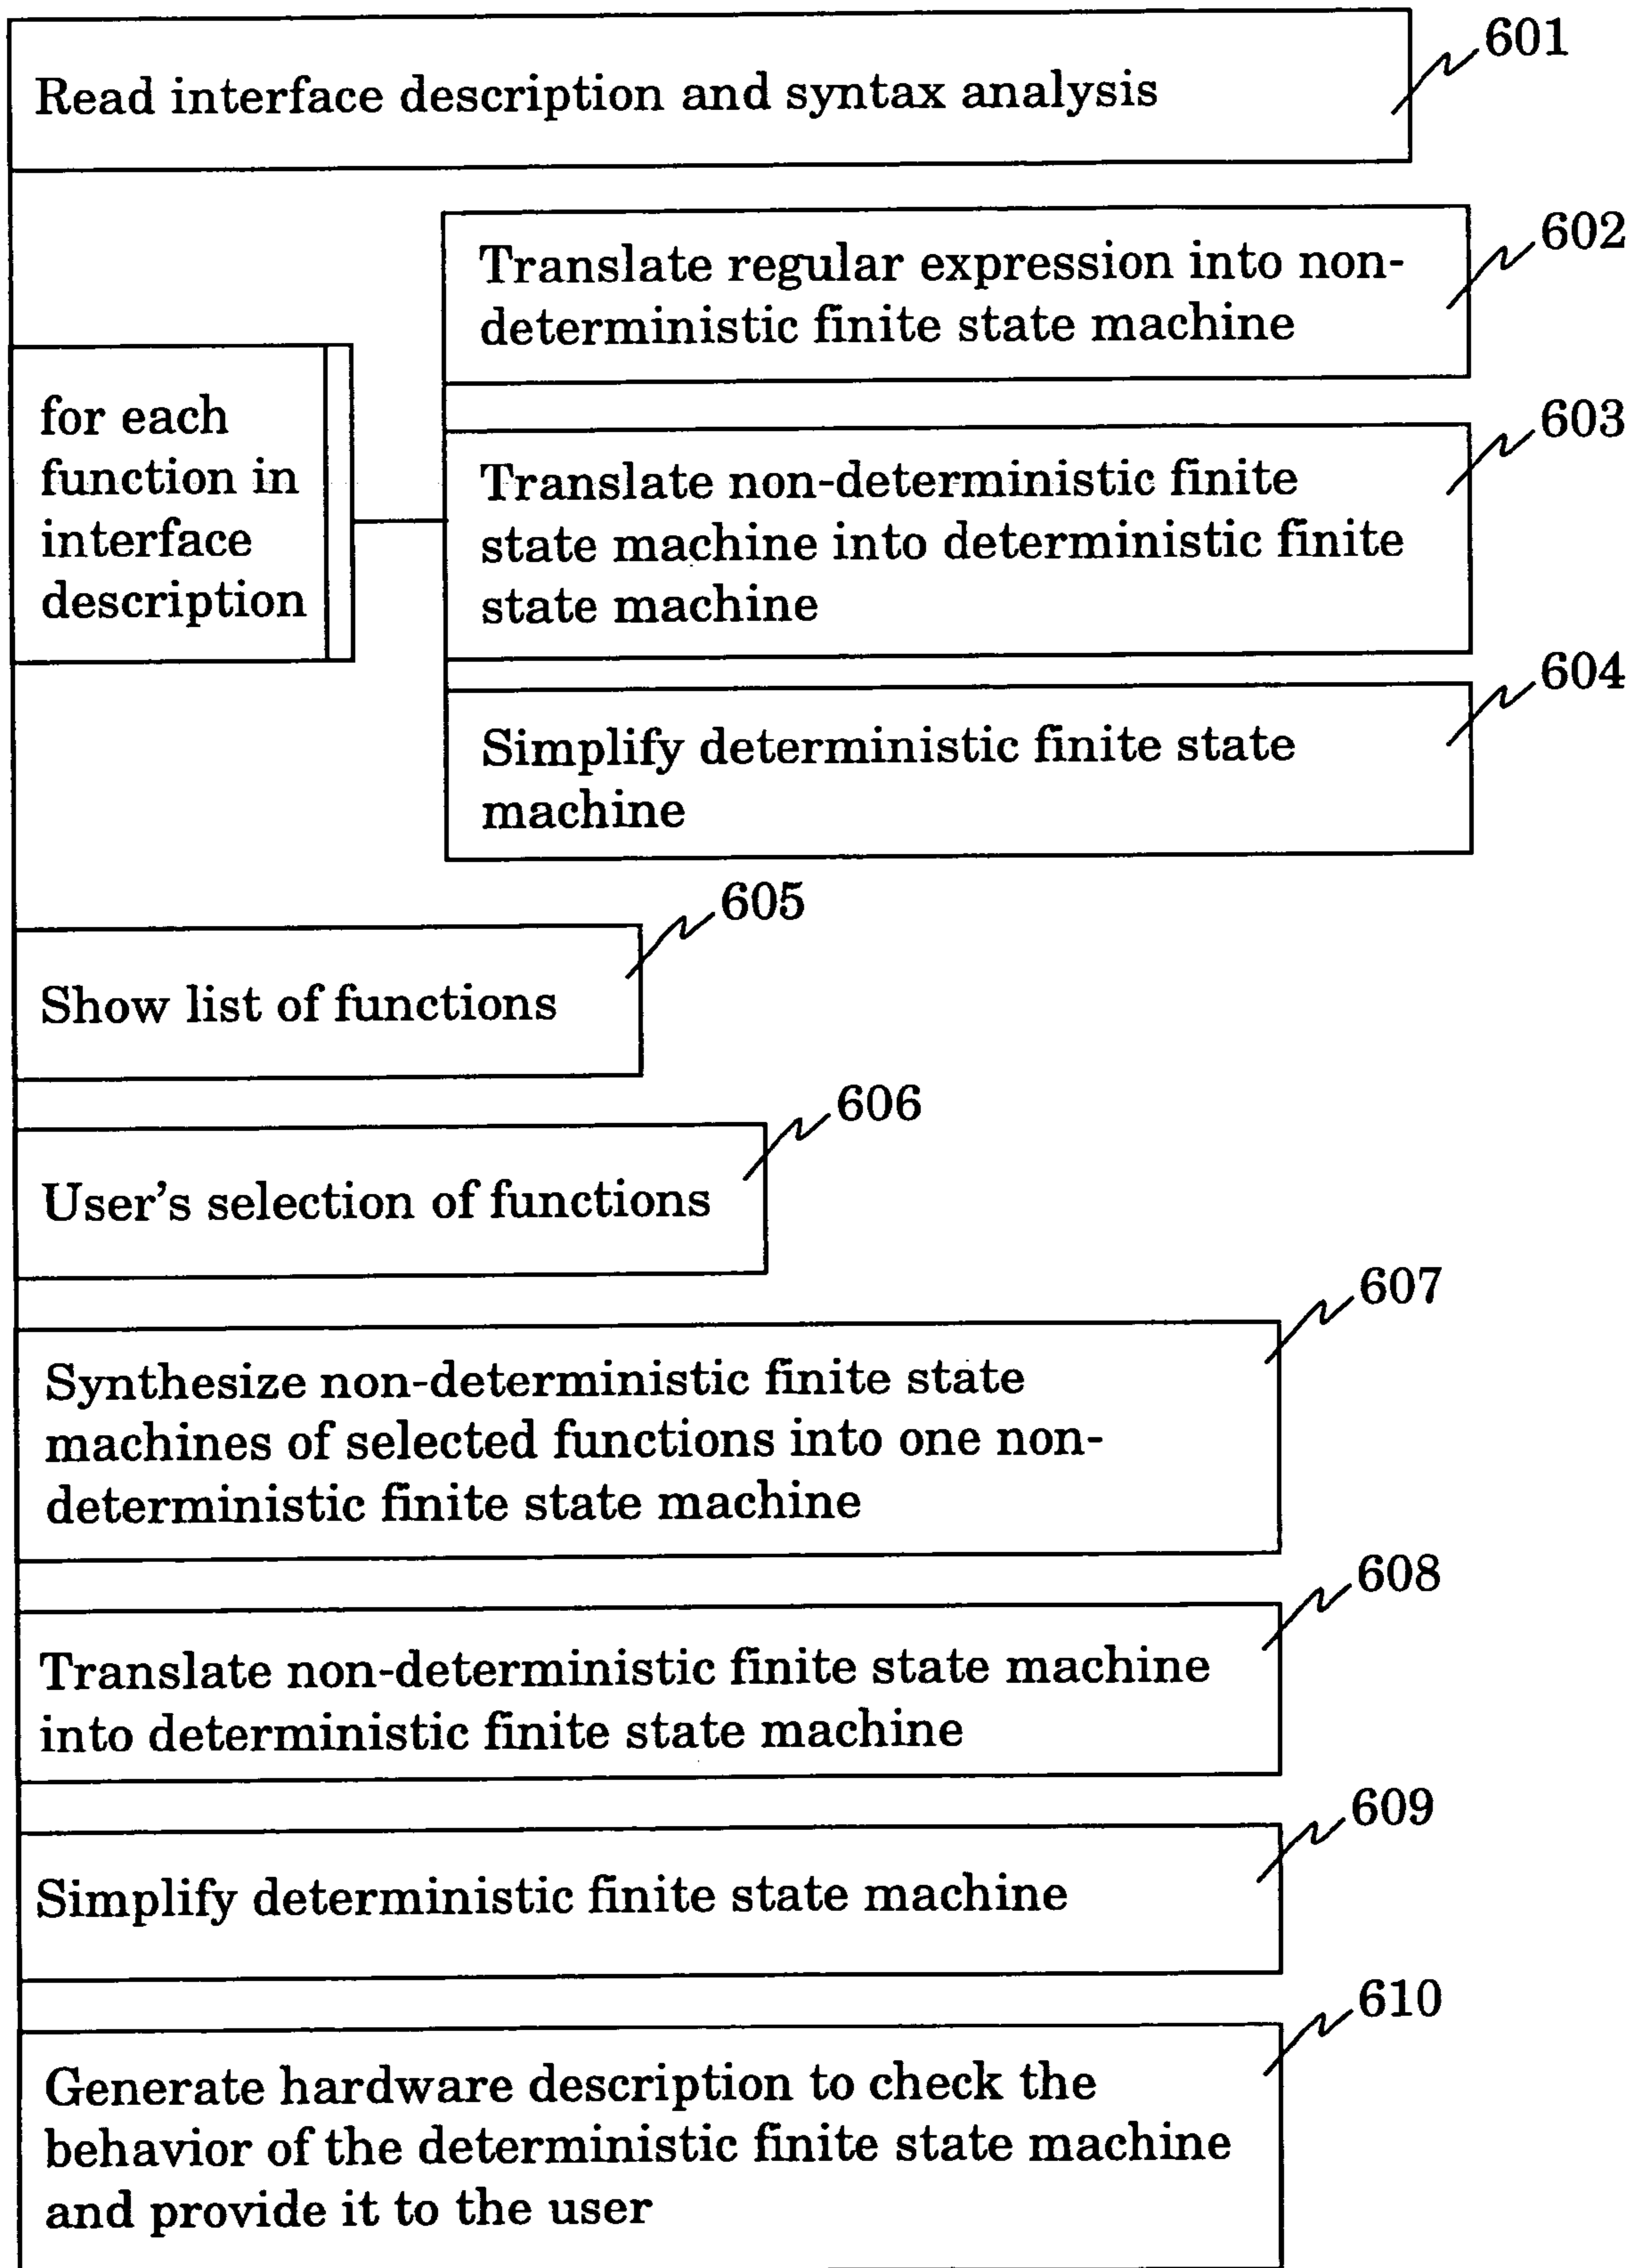 601
Read interface description and syntax analysis
602
Translate regular expression into non-
deterministic finite state machine
for each
function in
interface
description
603
Translate non-deterministic finite
state machine into deterministic finite
state machine
604
Simplify deterministic finite state
machine
605
Show list of functions
606
User's selection of functions
607
Synthesize non-deterministic finite state
machines of selected functions into one non-
deterministic finite state machine
608
Translate non-deterministic finite state machine
into deterministic finite state machine
609
Simplify deterministic finite state machine
610
Generate hardware description to check the
behavior of the deterministic finite state machine
and provide it to the user